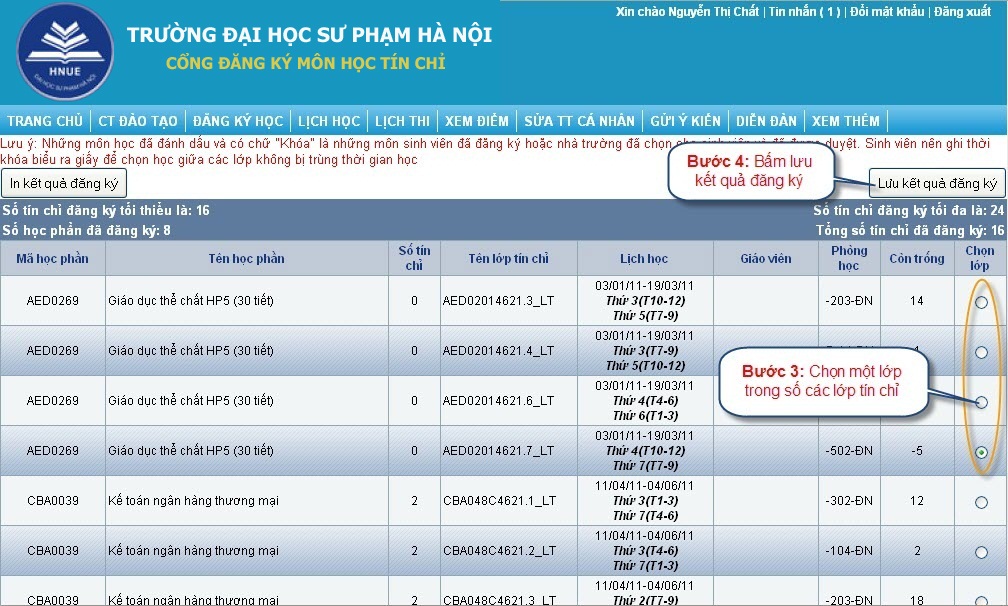 Xin chào Nguyễn Thị Chất | Tin nhắn ( 1 ) | Đổi mật khẩu | Đăng xuất
TRƯỜNG ĐẠI HỌC SƯ PHẠM HÀ NỘI
CỔNG ĐĂNG KÝ MÔN HỌC TÍN CHỈ
HNUE
ĐẠI HỌC SƯ PHẠM HÀ NỘI
TRANG CHỦ | CT ĐÀO TẠO | ĐĂNG KÝ HỌC | LỊCH HỌC | LỊCH THI | XEM ĐIỂM | SỬA TT CÁ NHÂN | GỬI Ý KIẾN | DIỄN ĐÀN | XEM THÊM
Lưu ý: Những môn học đã đánh dấu và có chữ "Khóa" là những môn sinh viên đã đăng ký hoặc nhà trường đã chọn duyệt. Sinh viên nên ghi thời
khóa biểu ra giấy để chọn học giữa các lớp không bị trùng thời gian học
Bước 4: Bấm lưu
kết quả đăng ký
In kết quả đăng ký
Lưu kết quả đăng ký
Số tín chỉ đăng ký tối thiểu là: 16 Số tín chỉ đăng ký tối đa là: 24
Số học phần đã đăng ký: 8 Tổng số tín chỉ đã đăng ký: 16
Mã học phần Tên học phần Số tín chỉ Tên lớp tín chỉ Lịch học Giáo viên Phòng học Còn trống Chọn lớp
03/01/11-19/03/11
AED0269 Giáo dục thể chất HP5 (30 tiết) 0 AED02014621.3_LT Thứ 3(T10-12) -203-ĐN 14
Thứ 5(T7-9)
03/01/11-19/03/11
AED0269 Giáo dục thể chất HP5 (30 tiết) 0 AED02014621.4_LT Thứ 3(T7-9)
Thứ 5(T10-12)
Bước 3: Chọn một lớp
trong số các lớp tín chỉ
03/01/11-19/03/11
AED0269 Giáo dục thể chất HP5 (30 tiết) 0 AED02014621.6_LT Thứ 4(T4-6)
Thứ 6(T1-3)
03/01/11-19/03/11
AED0269 Giáo dục thể chất HP5 (30 tiết) 0 AED02014621.7_LT Thứ 4(T10-12) -502-ĐN -5
Thứ 7(T7-9)
11/04/11-04/06/11
CBA0039 Kế toán ngân hàng thương mại 2 CBA048C4621.1_LT Thứ 3(T1-3) -302-ĐN 12
Thứ 7(T4-6)
11/04/11-04/06/11
CBA0039 Kế toán ngân hàng thương mại 2 CBA048C4621.2_LT Thứ 3(T4-6) -104-ĐN 2
Thứ 7(T1-3)
11/04/11-04/06/11
CBA0039 Kế toán ngân hàng thương mại 2 CBA048C4621.3_LT Thứ 2(T7-9) -203-ĐN 18